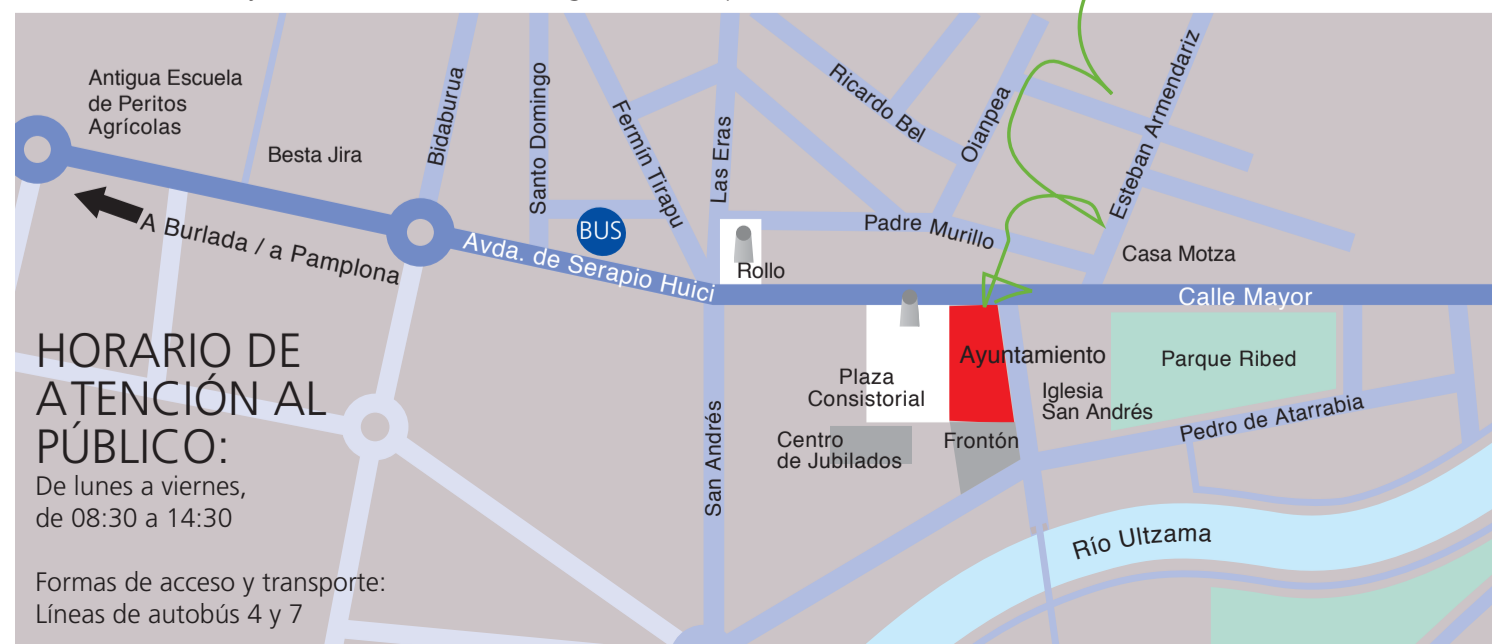 Antigua Escuela
de Peritos
Agrícolas
Besta Jira
Bidaburua
Santo Domingo
Fermín Tirapu
Las Eras
Ricardo Bel
Oianpea
Esteban Armendariz
A Burlada / a Pamplona
BUS
Avda. de Serapio Huici
Rollo
Padre Murillo
Casa Motza
Calle Mayor
HORARIO DE
ATENCIÓN AL
PÚBLICO:
De lunes a viernes,
de 08:30 a 14:30
Formas de acceso y transporte:
Líneas de autobús 4 y 7
San Andrés
Plaza
Consistorial
Ayuntamiento
Iglesia
San Andrés
Parque Ribed
Centro
de Jubilados
Frontón
Pedro de Atarrabia
Río Ultzama